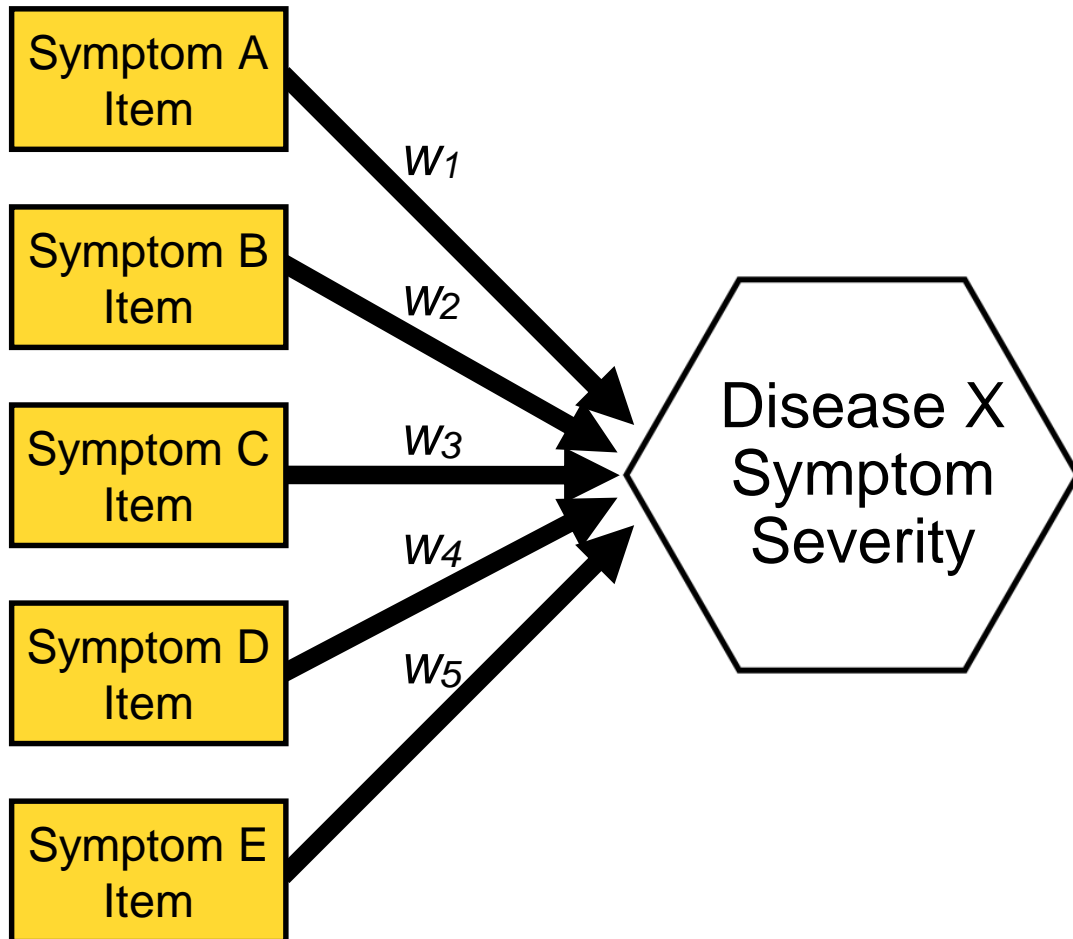 Symptom A
Item
w1
Symptom B
Item
w2
Symptom C
Item
w3
Symptom D
Item
w4
Symptom E
Item
w5
Disease X
Symptom
Severity